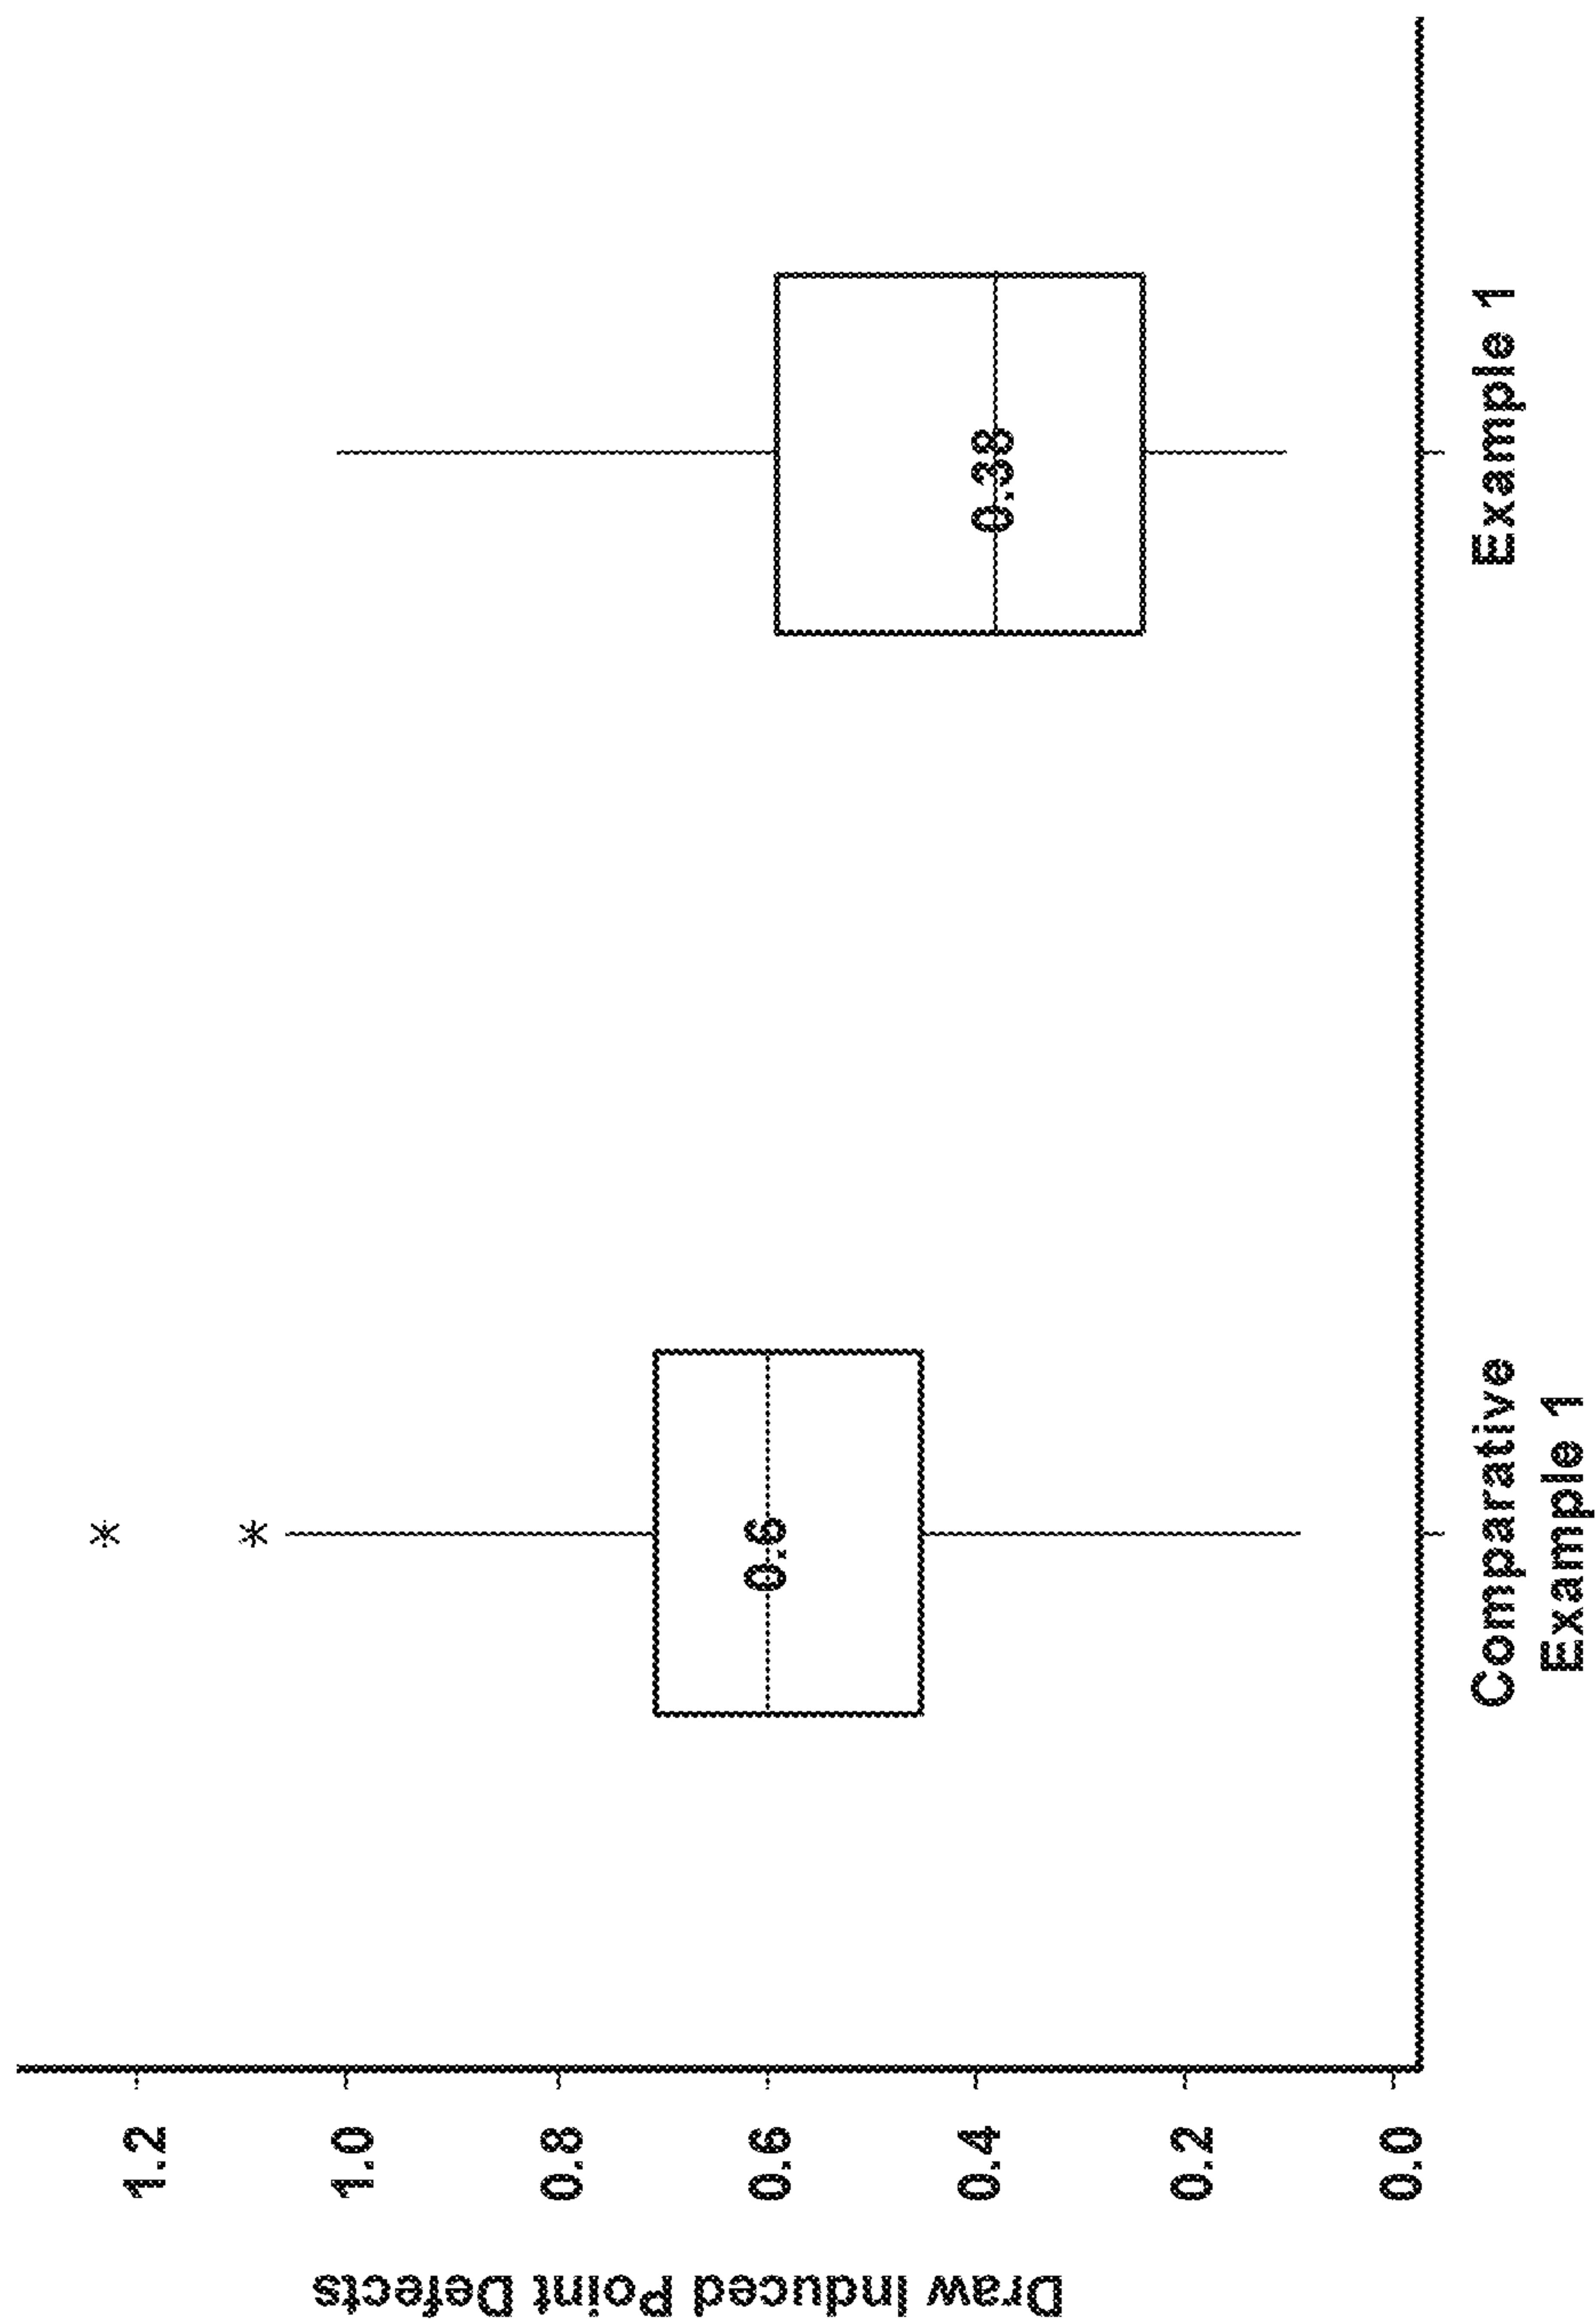 Draw Induced Point Defects
1.2
1.0
0.8
0.6
0.4
0.2
0.0
*
*
0.6
0.38
Comparative
Example 1
Example 1